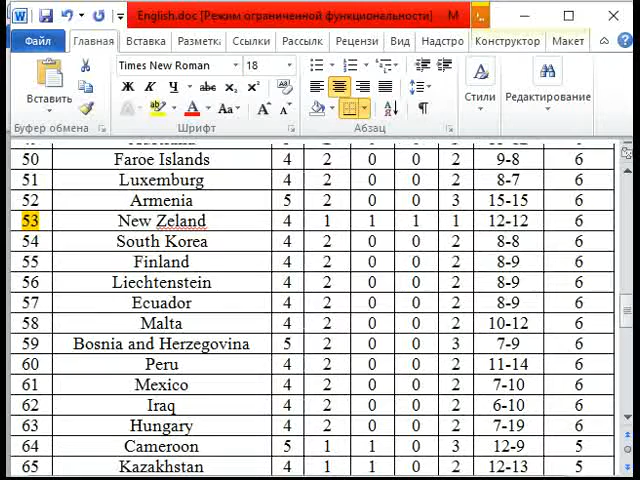 English.doc [Режим ограниченной функциональности] M
Файл Главная Вставка Разметка Ссылки Рассылк Рецензи Вид Надстро Конструктор Макет
Times New Roman 18
Вставить Ж К Ч abc x₂ x² Стили Редактирование
Буфер обмена Шрифт Абзац
50 Faroe Islands 4 2 0 0 2 9-8 6
51 Luxemburg 4 2 0 0 2 8-7 6
52 Armenia 5 2 0 0 3 15-15 6
53 New Zeland 4 1 1 1 1 12-12 6
54 South Korea 4 2 0 0 2 8-8 6
55 Finland 4 2 0 0 2 8-9 6
56 Liechtenstein 4 2 0 0 2 8-9 6
57 Ecuador 4 2 0 0 2 8-9 6
58 Malta 4 2 0 0 2 10-12 6
59 Bosnia and Herzegovina 5 2 0 0 3 7-9 6
60 Peru 4 2 0 0 2 11-14 6
61 Mexico 4 2 0 0 2 7-10 6
62 Iraq 4 2 0 0 2 6-10 6
63 Hungary 4 2 0 0 2 7-19 6
64 Cameroon 5 1 1 0 3 12-9 5
65 Kazakhstan 4 1 1 0 2 12-13 5